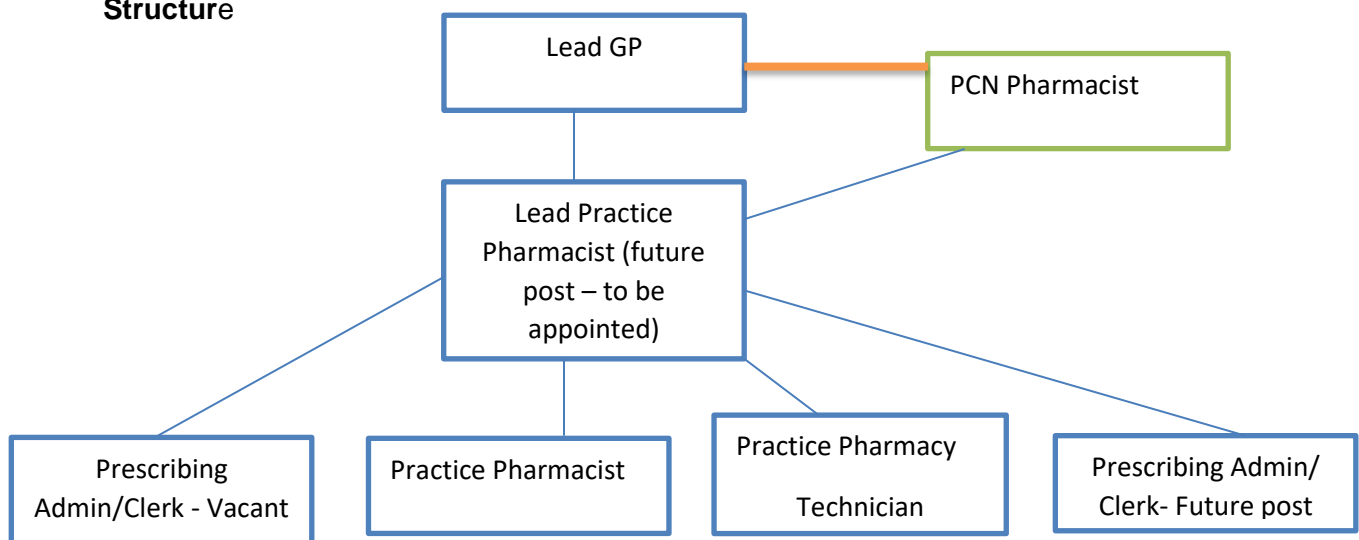 Structure
Lead GP
PCN Pharmacist
Lead Practice
Pharmacist (future
post – to be
appointed)
Prescribing
Admin/Clerk - Vacant
Practice Pharmacist
Practice Pharmacy
Technician
Prescribing Admin/
Clerk- Future post